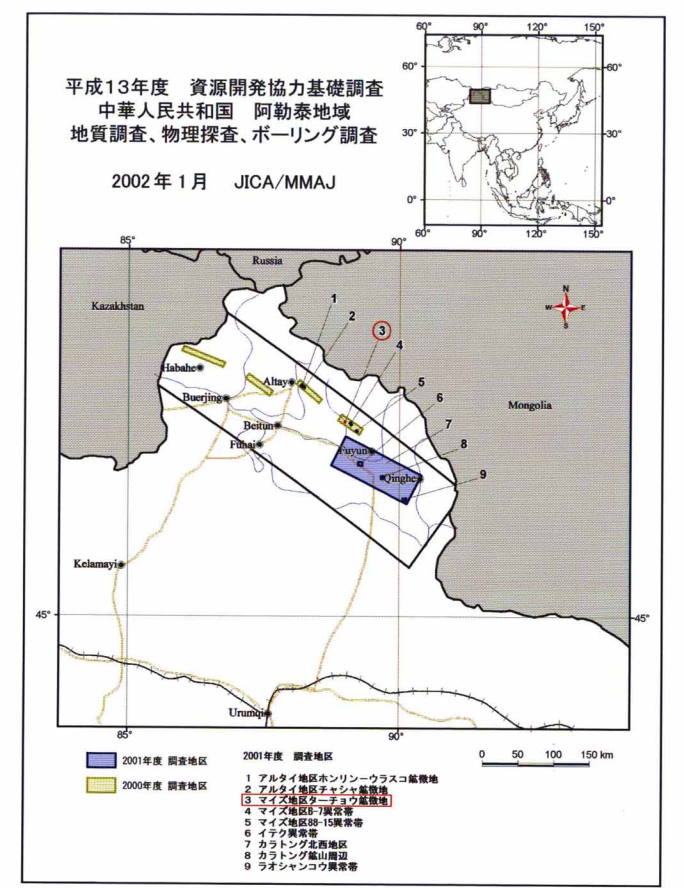 平成13年度　資源開発協力基礎調査
中華人民共和国　阿勒泰地域
地質調査、物理探査、ボーリング調査
2002年1月　JICA/MMAJ
60° 90° 120° 150°
60° 60°
30° 30°
0° 0°
60° 90° 120° 150°
85° 90°
Russia
Kazakhstan
Mongolia
N
W E
S
1
2
3
4
5
6
7
8
9
Habahe
Altay
Buerjing
Beitun
Fuhai
Fuyun
Qinghe
Kelamayi
45° 45°
Urumqi
85° 90°
2001年度 調査地区
2000年度 調査地区
2001年度　調査地区
1 アルタイ地区ホンリンーウラスコ鉱徴地
2 アルタイ地区チャシャ鉱徴地
3 マイズ地区ターチョウ鉱徴地
4 マイズ地区B-7異常帯
5 マイズ地区88-15異常帯
6 イテク異常帯
7 カラトング北西地区
8 カラトング鉱山周辺
9 ラオシャンコウ異常帯
0 50 100 150 km